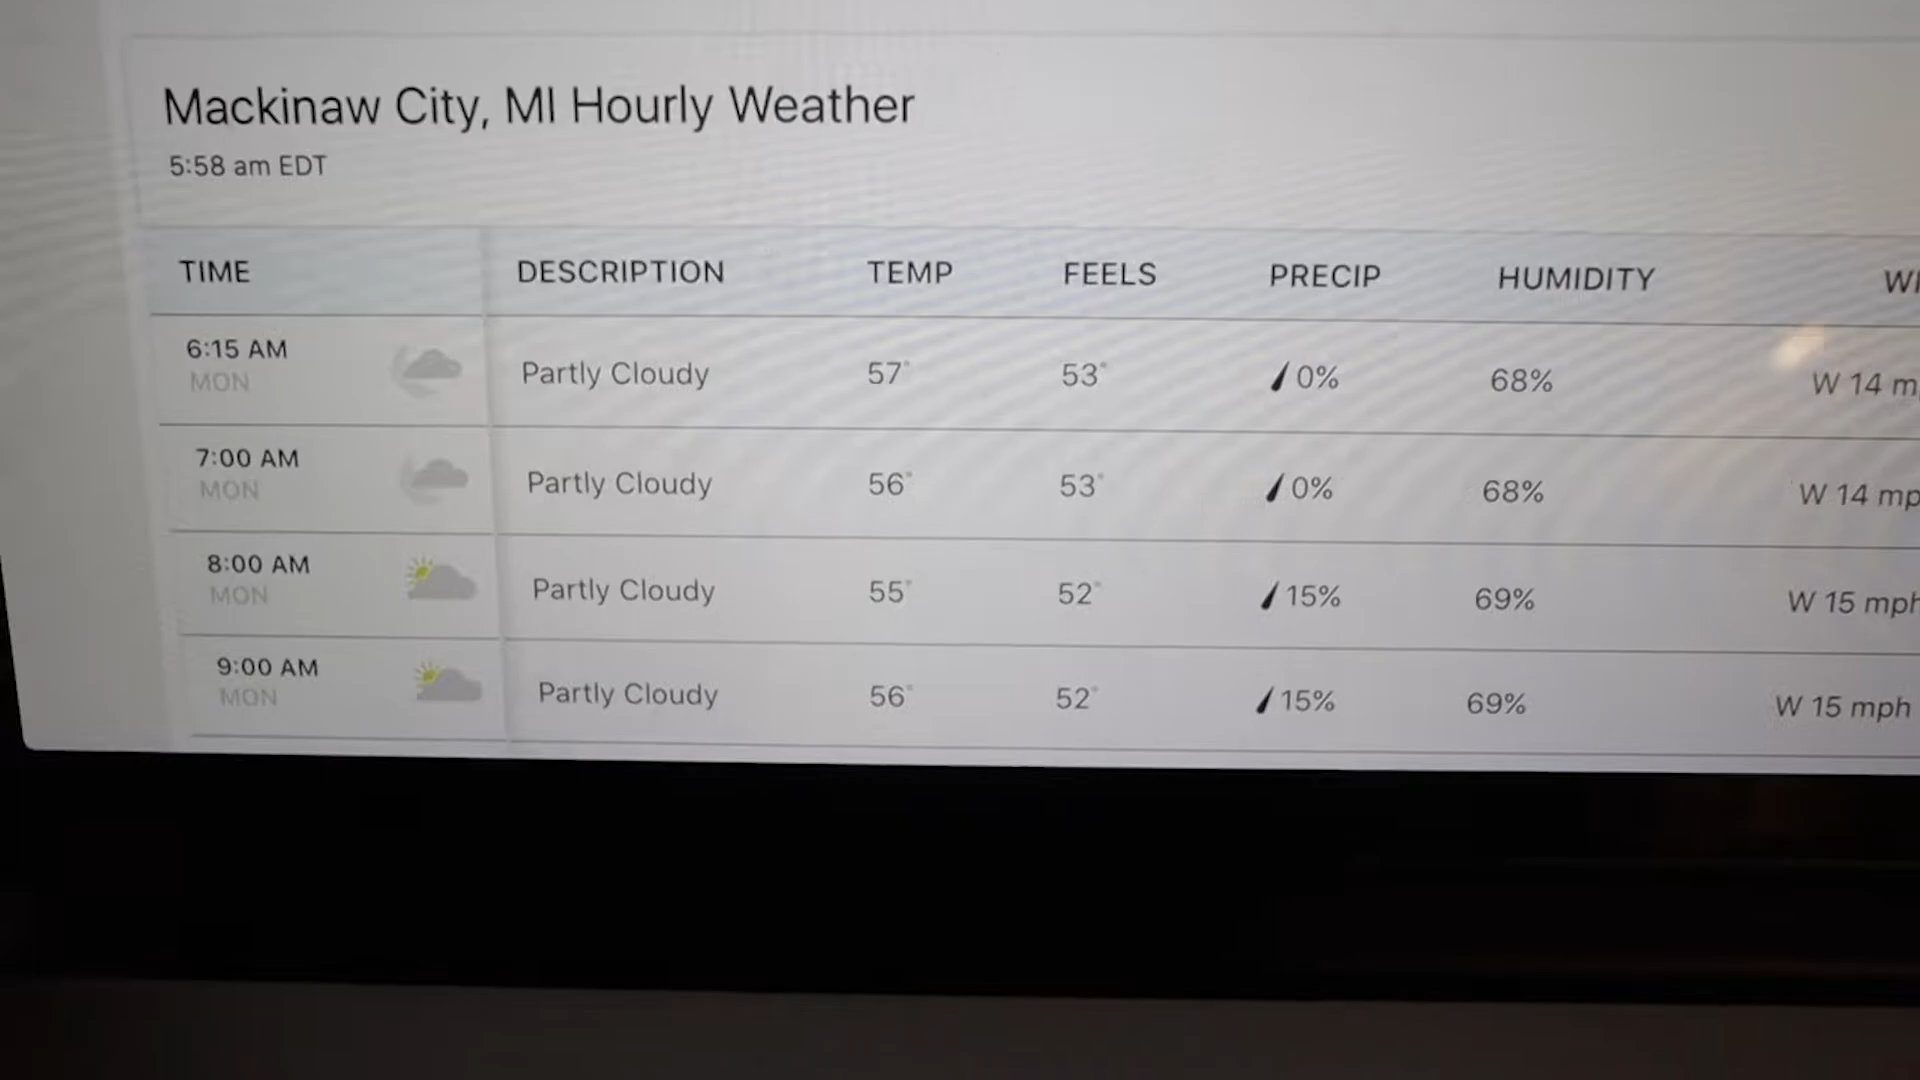 Mackinaw City, MI Hourly Weather
5:58 am EDT
TIME DESCRIPTION TEMP FEELS PRECIP HUMIDITY
6:15 AM Partly Cloudy 57° 53° 0% 68% W 14
MON
7:00 AM Partly Cloudy 56° 53° 0% 68% W 14
MON
8:00 AM Partly Cloudy 55° 52° 15% 69% W 15 mph
MON
9:00 AM Partly Cloudy 56° 52° 15% 69% W 15 mph
MON